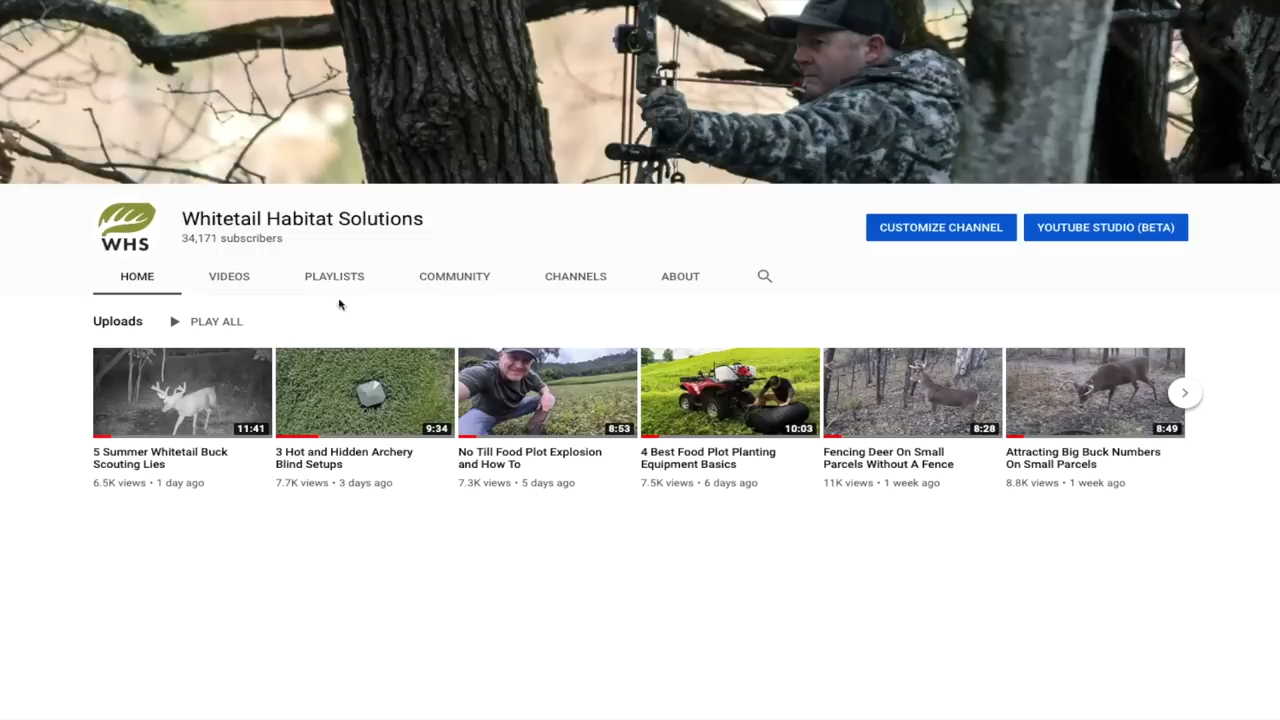 WHS
Whitetail Habitat Solutions
34,171 subscribers
CUSTOMIZE CHANNEL
YOUTUBE STUDIO (BETA)
HOME
VIDEOS
PLAYLISTS
COMMUNITY
CHANNELS
ABOUT
Uploads
PLAY ALL
11:41
9:34
8:53
10:03
8:28
8:49
5 Summer Whitetail Buck
Scouting Lies
6.5K views • 1 day ago
3 Hot and Hidden Archery
Blind Setups
7.7K views • 3 days ago
No Till Food Plot Explosion
and How To
7.3K views • 5 days ago
4 Best Food Plot Planting
Equipment Basics
7.5K views • 6 days ago
Fencing Deer On Small
Parcels Without A Fence
11K views • 1 week ago
Attracting Big Buck Numbers
On Small Parcels
8.8K views • 1 week ago